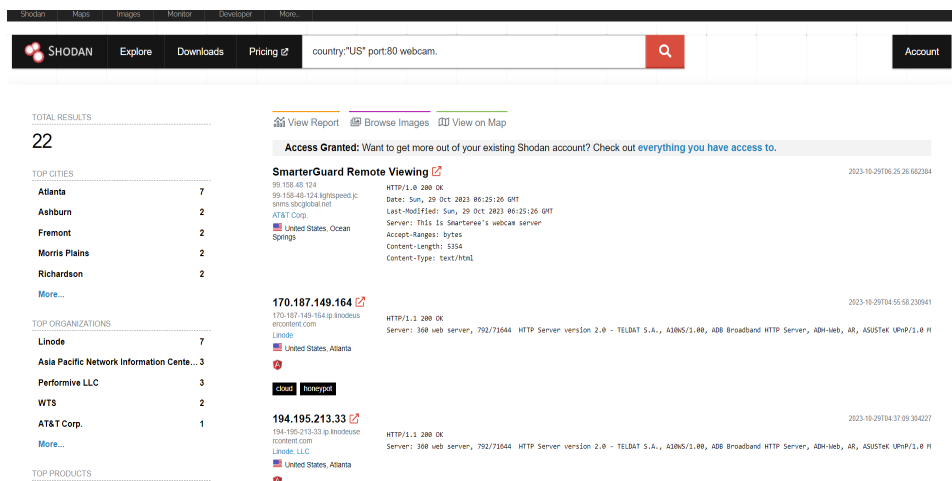 Shodan Maps Images Monitor Developer More...
SHODAN Explore Downloads Pricing country:"US" port:80 webcam. Account
TOTAL RESULTS
22
TOP CITIES
Atlanta 7
Ashburn 2
Fremont 2
Morris Plains 2
Richardson 2
More...
TOP ORGANIZATIONS
Linode 7
Asia Pacific Network Information Cente... 3
Performive LLC 3
WTS 2
AT&T Corp. 1
More...
TOP PRODUCTS
View Report Browse Images View on Map
Access Granted: Want to get more out of your existing Shodan account? Check out everything you have access to.
SmarterGuard Remote Viewing 2023-10-29T06:25:26.682384
99.158.48.124
99-158-48-124.lightspeed.jc
snms.sbcglobal.net
AT&T Corp.
United States, Ocean
Springs
HTTP/1.0 200 OK
Date: Sun, 29 Oct 2023 06:25:26 GMT
Last-Modified: Sun, 29 Oct 2023 06:25:26 GMT
Server: This is Smarteree's webcam server
Accept-Ranges: bytes
Content-Length: 5354
Content-Type: text/html
170.187.149.164 2023-10-29T04:55:58.230941
170-187-149-164.ip.linodeus
ercontent.com
Linode
United States, Atlanta
cloud honeypot
HTTP/1.1 200 OK
Server: 360 web server, 792/71644 HTTP Server version 2.0 - TELDAT S.A., A10WS/1.00, ADB Broadband HTTP Server, ADH-Web, AR, ASUSTeK UPnP/1.0 M
194.195.213.33 2023-10-29T04:37:09.304227
194-195-213-33.ip.linodeuse
rcontent.com
Linode, LLC
United States, Atlanta
HTTP/1.1 200 OK
Server: 360 web server, 792/71644 HTTP Server version 2.0 - TELDAT S.A., A10WS/1.00, ADB Broadband HTTP Server, ADH-Web, AR, ASUSTeK UPnP/1.0 M